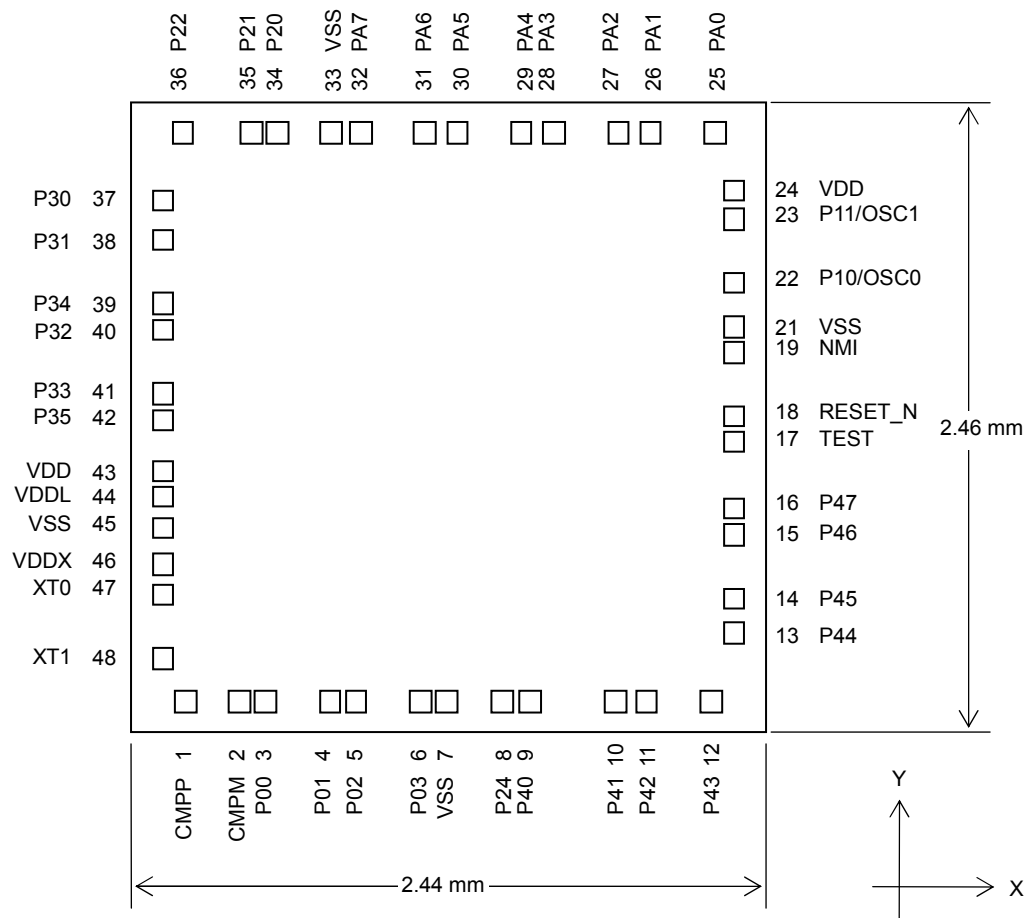 36 P22
35 P21
34 P20
33 VSS
32 PA7
31 PA6
30 PA5
29 PA4
28 PA3
27 PA2
26 PA1
25 PA0
P30 37
P31 38
P34 39
P32 40
P33 41
P35 42
VDD 43
VDDL 44
VSS 45
VDDX 46
XT0 47
XT1 48
24 VDD
23 P11/OSC1
22 P10/OSC0
21 VSS
19 NMI
18 RESET_N
17 TEST
16 P47
15 P46
14 P45
13 P44
2.46 mm
CMPP 1
CMPM 2
P00 3
P01 4
P02 5
P03 6
VSS 7
P24 8
P40 9
P41 10
P42 11
P43 12
2.44 mm
Y
X